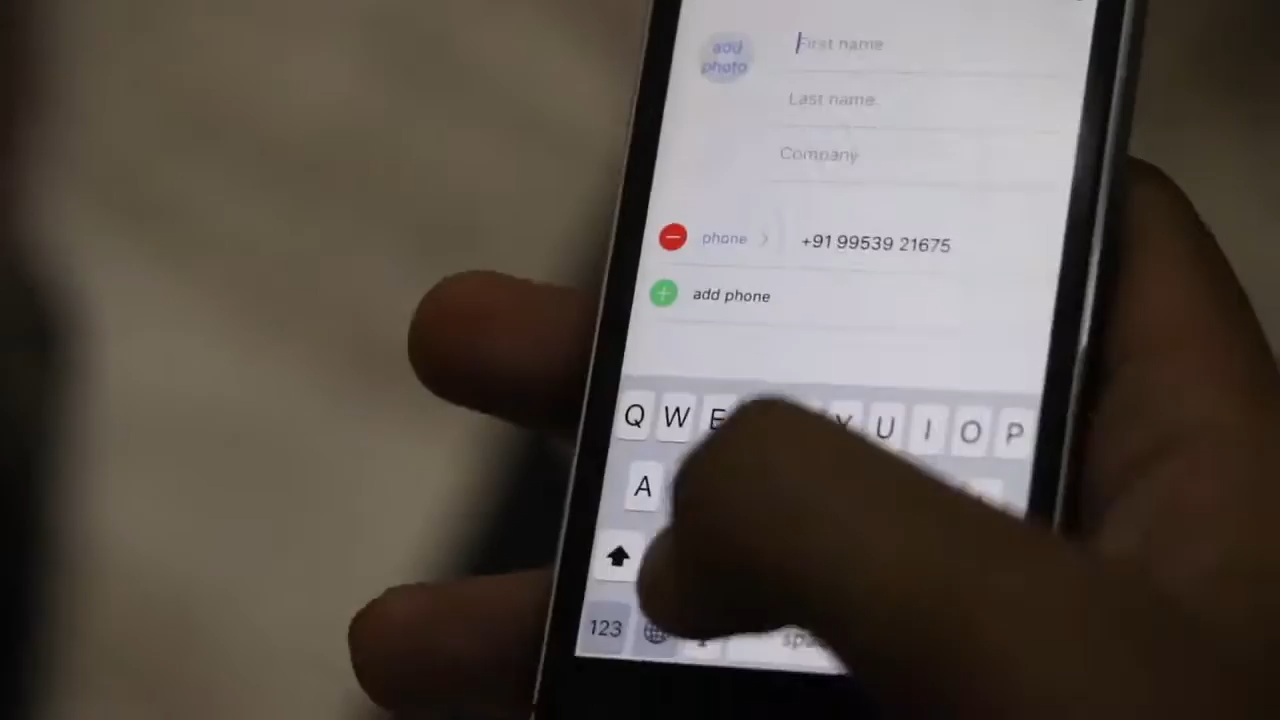 add
photo
First name
Last name
Company
phone
+91 99539 21675
add phone
Q W E Y U I O P
A
123